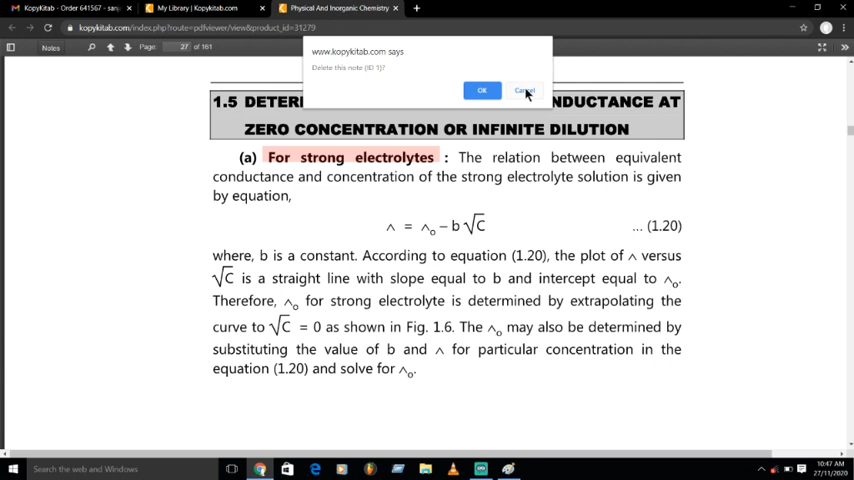 KopyKitab - Order 641567 - sanj
My Library | Kopykitab.com
Physical And Inorganic Chemistry
kopykitab.com/index.php?route=pdfviewer/view&product_id=31279
Notes
Page: 27 of 161
www.kopykitab.com says
Delete this note (ID 1)?
OK
Cancel
1.5 DETER
NDUCTANCE AT
ZERO CONCENTRATION OR INFINITE DILUTION
(a) For strong electrolytes : The relation between equivalent
conductance and concentration of the strong electrolyte solution is given
by equation,
∧ = ∧o – b √C ... (1.20)
where, b is a constant. According to equation (1.20), the plot of ∧ versus
√C is a straight line with slope equal to b and intercept equal to ∧o.
Therefore, ∧o for strong electrolyte is determined by extrapolating the
curve to √C = 0 as shown in Fig. 1.6. The ∧o may also be determined by
substituting the value of b and ∧ for particular concentration in the
equation (1.20) and solve for ∧o.
Search the web and Windows
10:47 AM
27/11/2020